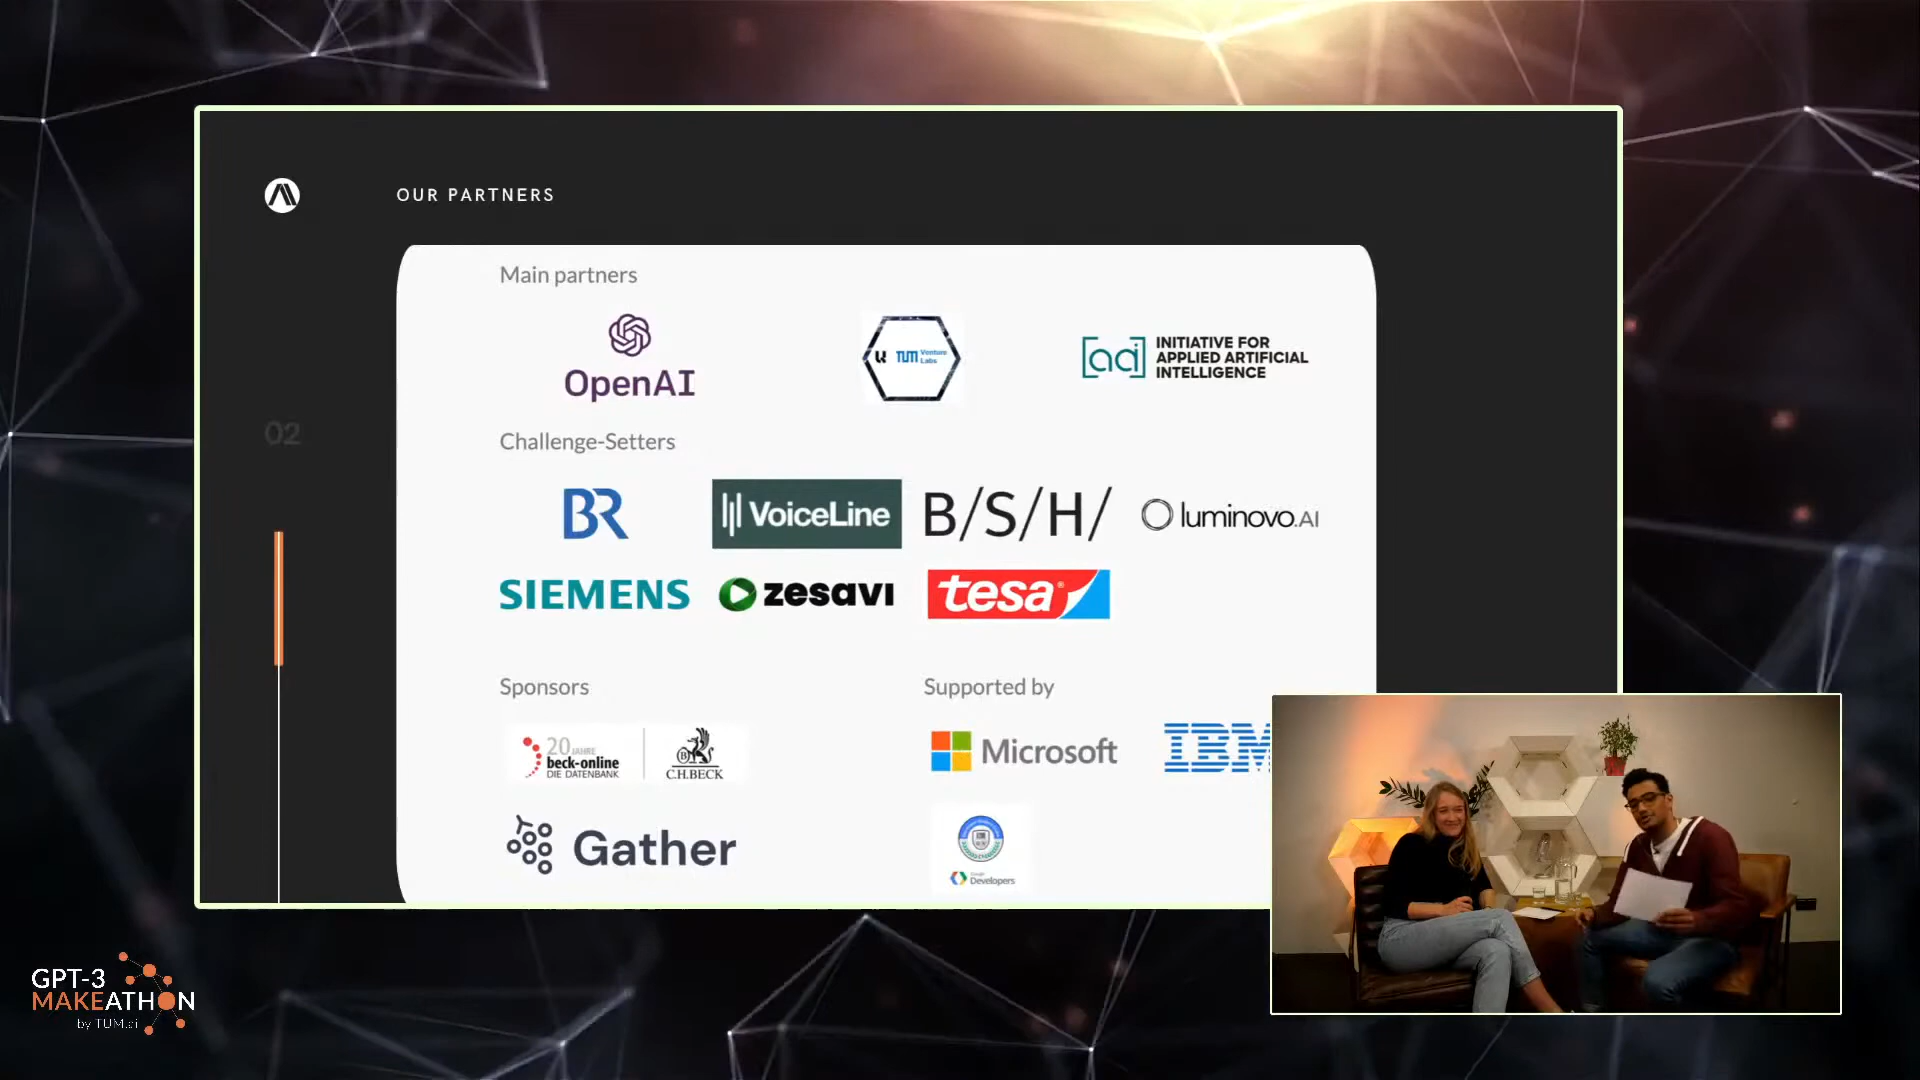 OUR PARTNERS
Main partners
OpenAI
TUM Venture
Labs
[ai] INITIATIVE FOR
APPLIED ARTIFICIAL
INTELLIGENCE
02
Challenge-Setters
BR
VoiceLine
B/S/H/
luminovo.AI
SIEMENS
zesavi
tesa®
Sponsors
Supported by
20 JAHRE
beck-online
DIE DATENBANK
C.H.BECK
Microsoft
IBM
Gather
Google
Developers
GPT-3
MAKEATHON
by TUM.ai